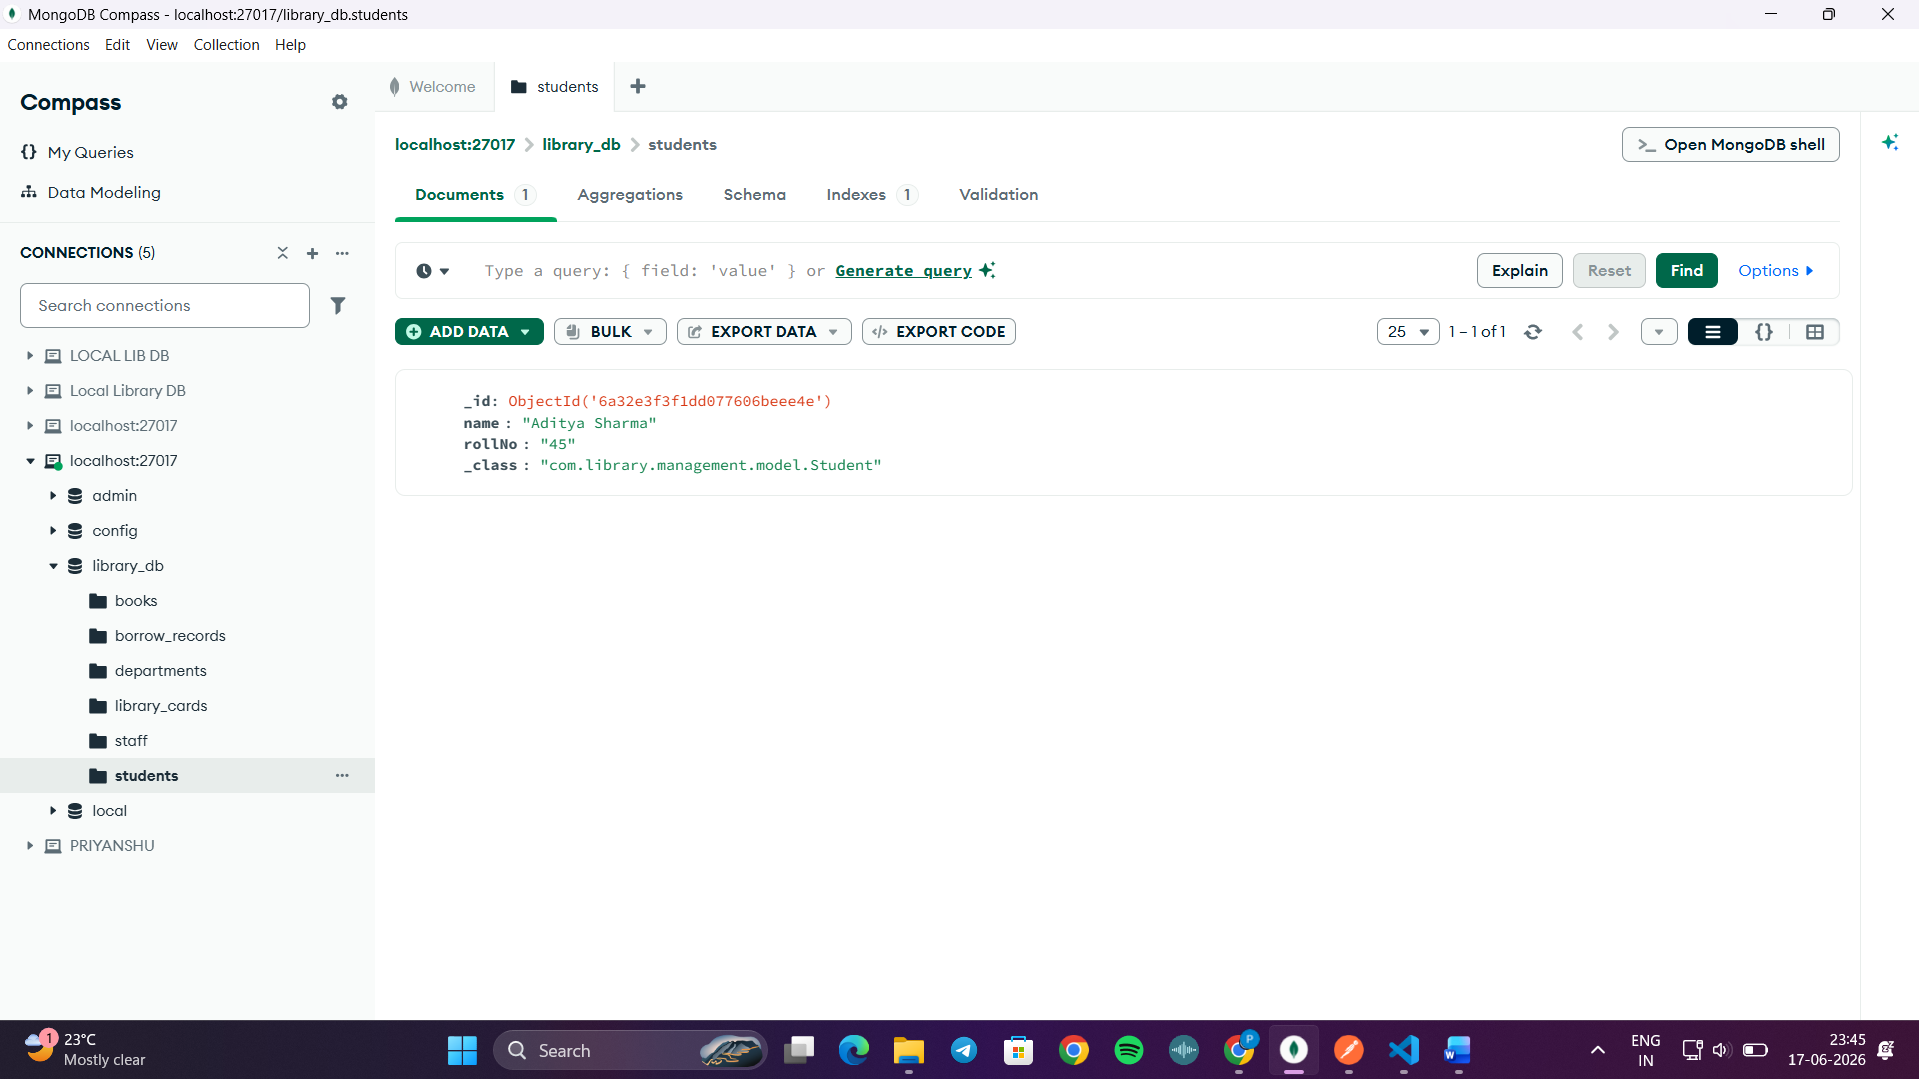 MongoDB Compass - localhost:27017/library_db.students
Connections Edit View Collection Help
Compass
My Queries
Data Modeling
CONNECTIONS (5)
Search connections
LOCAL LIB DB
Local Library DB
localhost:27017
localhost:27017
admin
config
library_db
books
borrow_records
departments
library_cards
staff
students
local
PRIYANSHU
Welcome
students
localhost:27017 library_db students
Open MongoDB shell
Documents 1 Aggregations Schema Indexes 1 Validation
Type a query: { field: 'value' } or Generate query
Explain Reset Find Options
ADD DATA BULK EXPORT DATA EXPORT CODE
25 1 – 1 of 1
_id: ObjectId('6a32e3f3f1dd077606beee4e')
name : "Aditya Sharma"
rollNo : "45"
_class : "com.library.management.model.Student"
1
23°C
Mostly clear
Search
P
W
ENG
IN
23:45
17-06-2026